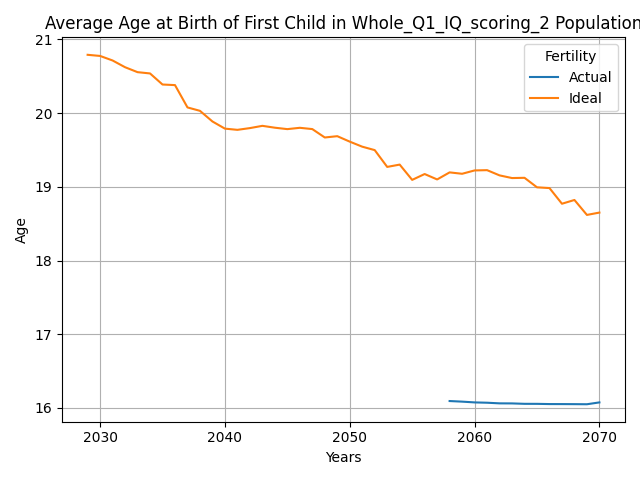 Average Age at Birth of First Child in Whole_Q1_IQ_scoring_2 Population
21
20
19
18
17
16
Age
Fertility
Actual
Ideal
2030 2040 2050 2060 2070
Years